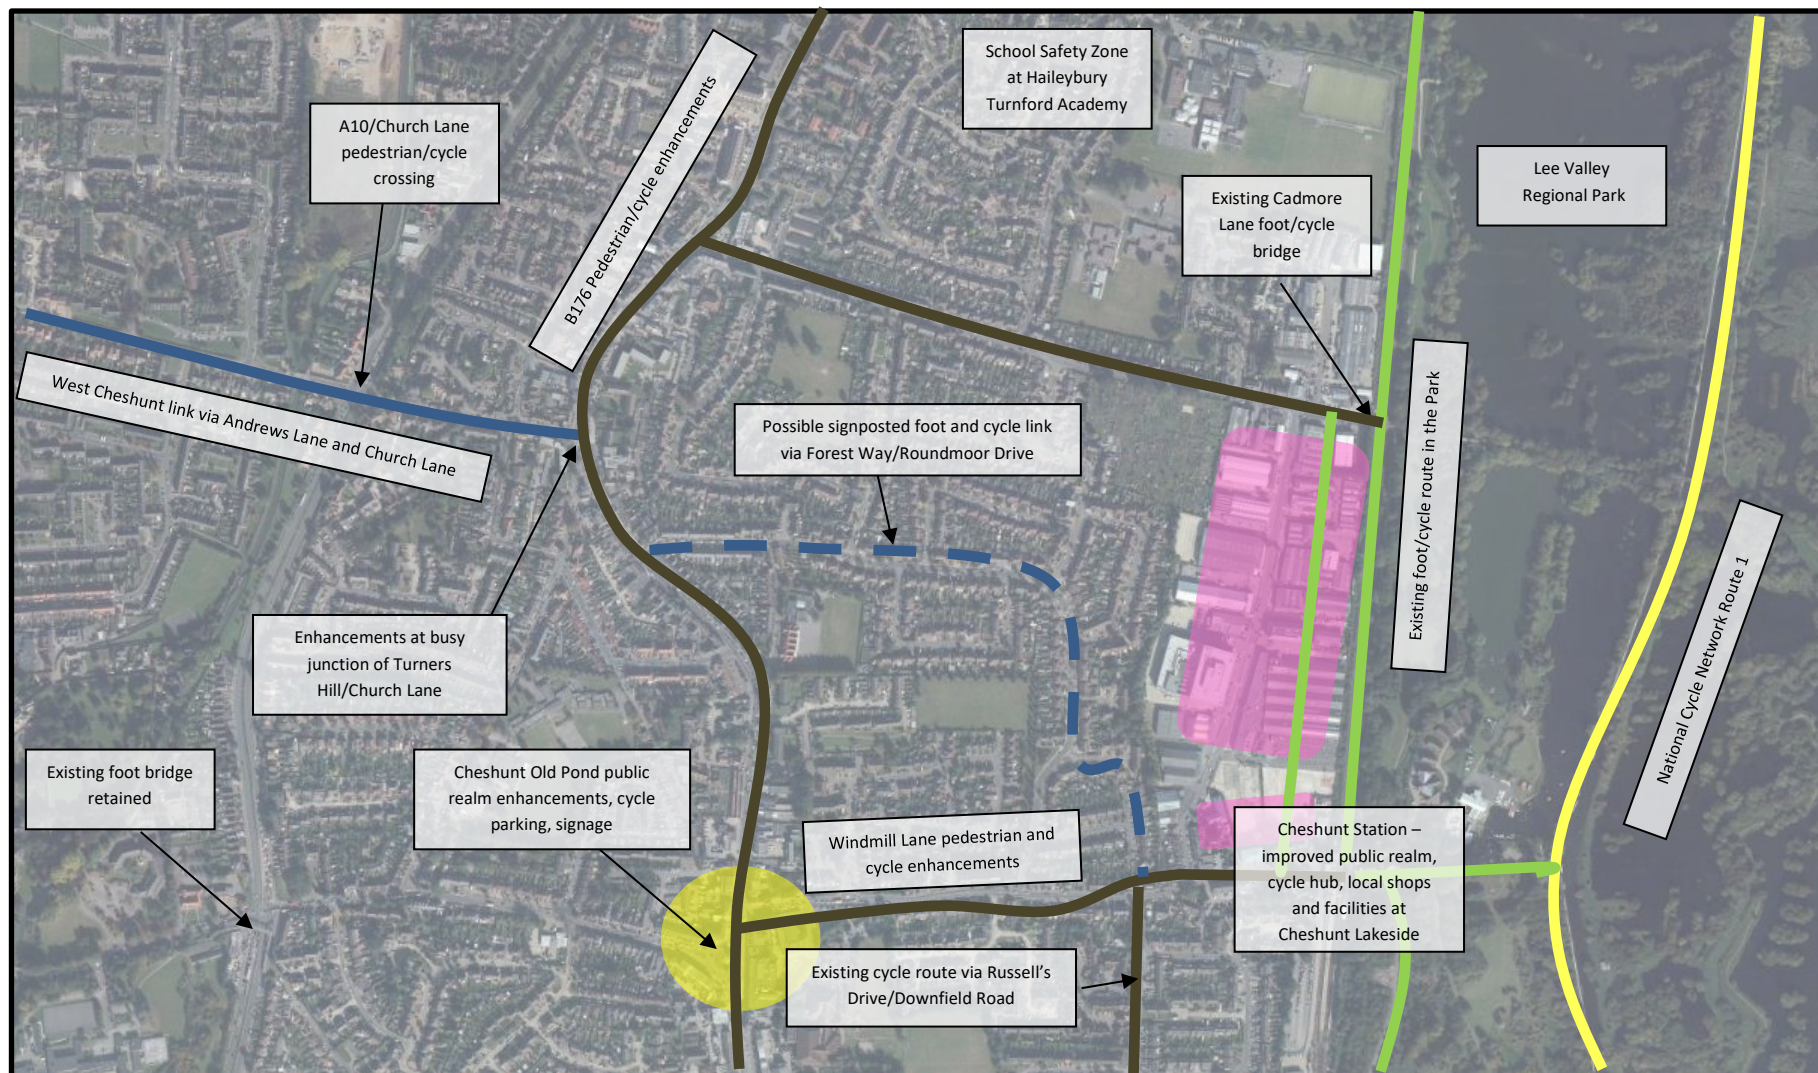 School Safety Zone
at Haileybury
Turnford Academy
B176 Pedestrian/cycle enhancements
A10/Church Lane
pedestrian/cycle
crossing
Lee Valley
Regional Park
Existing Cadmore
Lane foot/cycle
bridge
West Cheshunt link via Andrews Lane and Church Lane
Possible signposted foot and cycle link
via Forest Way/Roundmoor Drive
Existing foot/cycle route in the Park
National Cycle Network Route 1
Enhancements at busy
junction of Turners
Hill/Church Lane
Existing foot bridge
retained
Cheshunt Old Pond public
realm enhancements, cycle
parking, signage
Windmill Lane pedestrian and
cycle enhancements
Cheshunt Station –
improved public realm,
cycle hub, local shops
and facilities at
Cheshunt Lakeside
Existing cycle route via Russell’s
Drive/Downfield Road